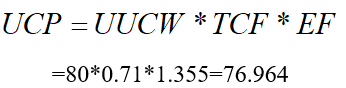 UCP = UUCW * TCF * EF
=80*0.71*1.355=76.964